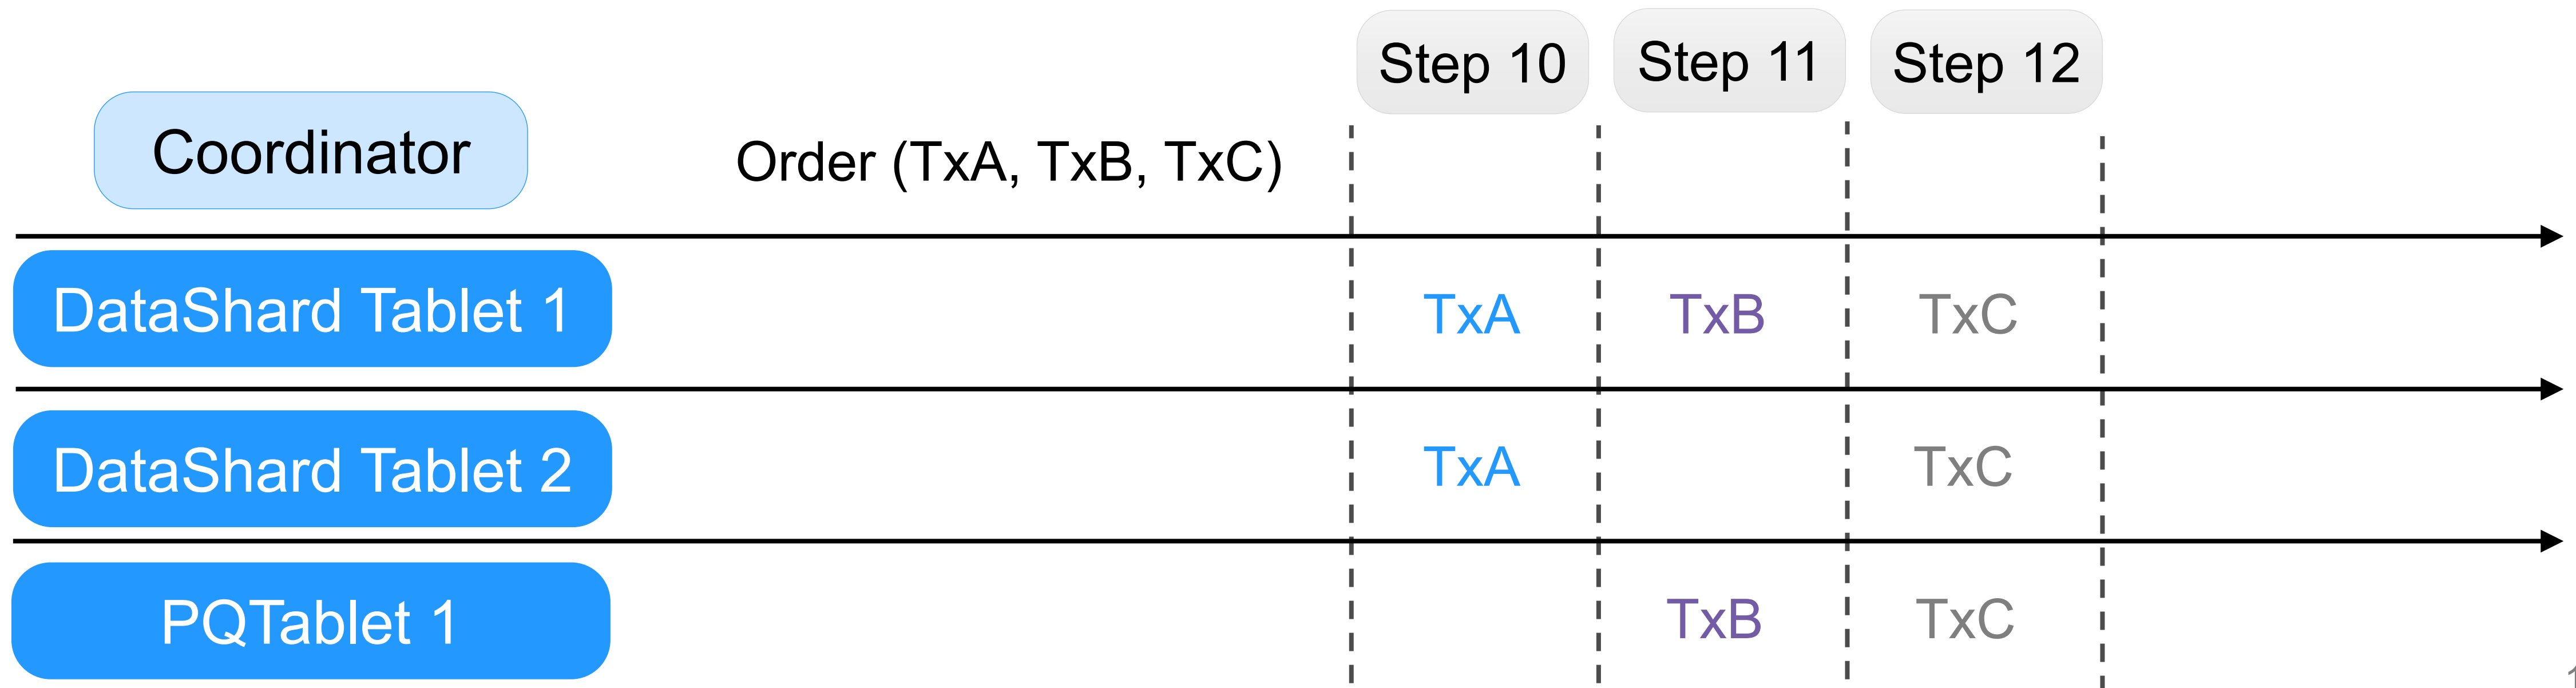 Step 10 Step 11 Step 12
Coordinator Order (TxA, TxB, TxC)
DataShard Tablet 1 TxA TxB TxC
DataShard Tablet 2 TxA TxC
PQTablet 1 TxB TxC